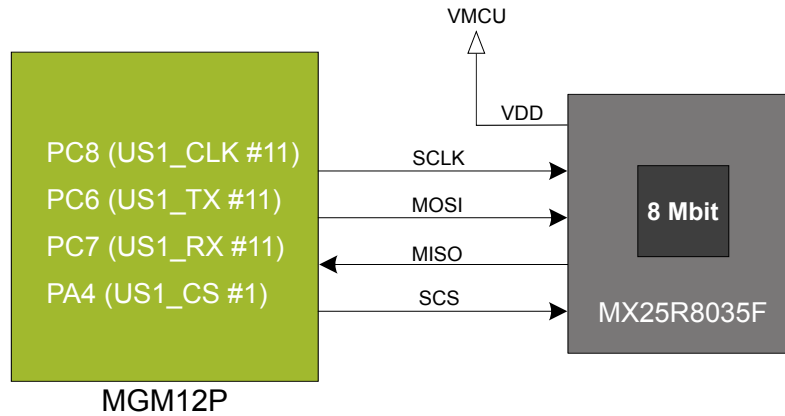 VMCU
VDD
PC8 (US1_CLK #11)
SCLK
PC6 (US1_TX #11)
MOSI
8 Mbit
PC7 (US1_RX #11)
MISO
PA4 (US1_CS #1)
SCS
MX25R8035F
MGM12P